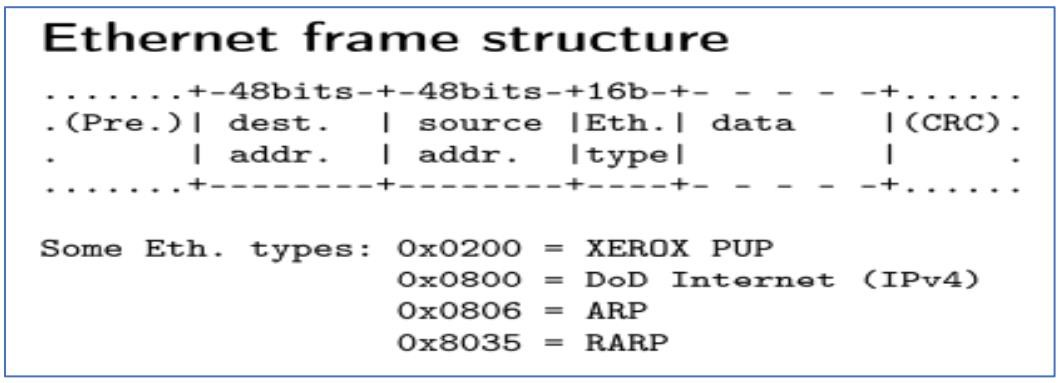 Ethernet frame structure
.......+-48bits-+-48bits-+16b-+- - - - -+......
.(Pre.)| dest.  | source |Eth.| data    |(CRC).
.      | addr.  | addr.  |type|         |     .
.......+--------+--------+----+- - - - -+......
Some Eth. types: 0x0200 = XEROX PUP
                 0x0800 = DoD Internet (IPv4)
                 0x0806 = ARP
                 0x8035 = RARP